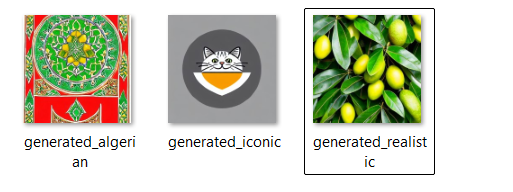 generated_algeri
an
generated_iconic
generated_realist
ic